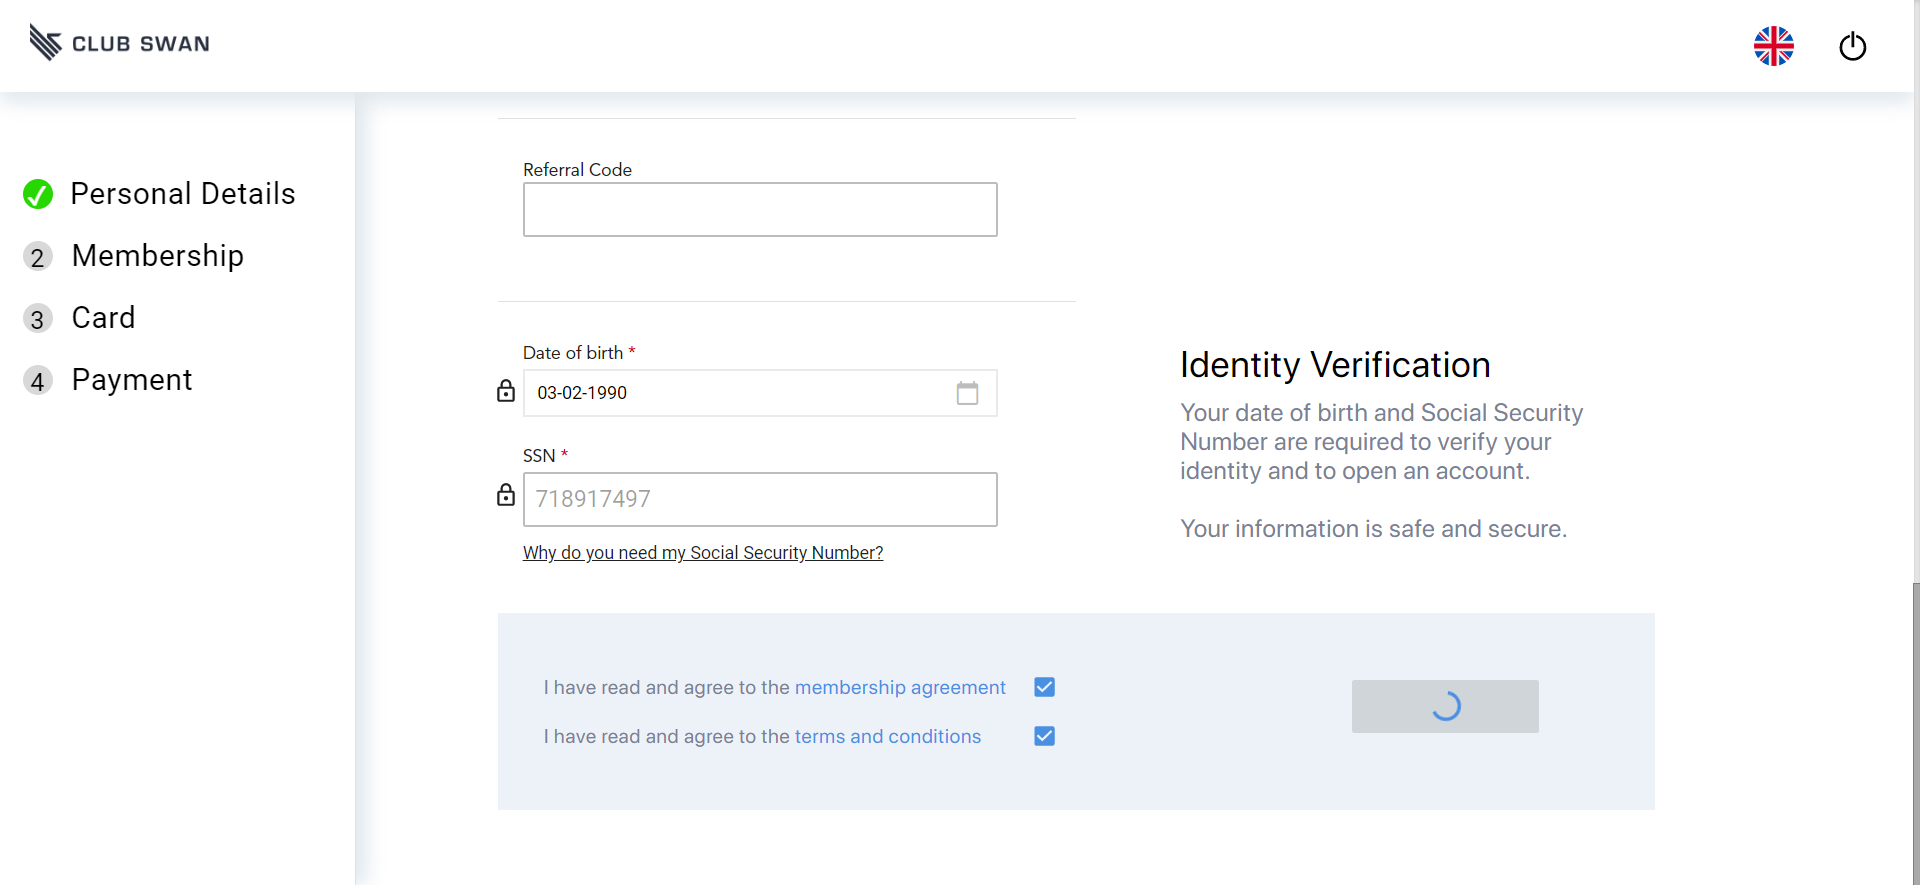 CLUB SWAN
Personal Details
2 Membership
3 Card
4 Payment
Referral Code
Date of birth *
03-02-1990
SSN *
718917497
Why do you need my Social Security Number?
Identity Verification
Your date of birth and Social Security
Number are required to verify your
identity and to open an account.
Your information is safe and secure.
I have read and agree to the membership agreement
I have read and agree to the terms and conditions